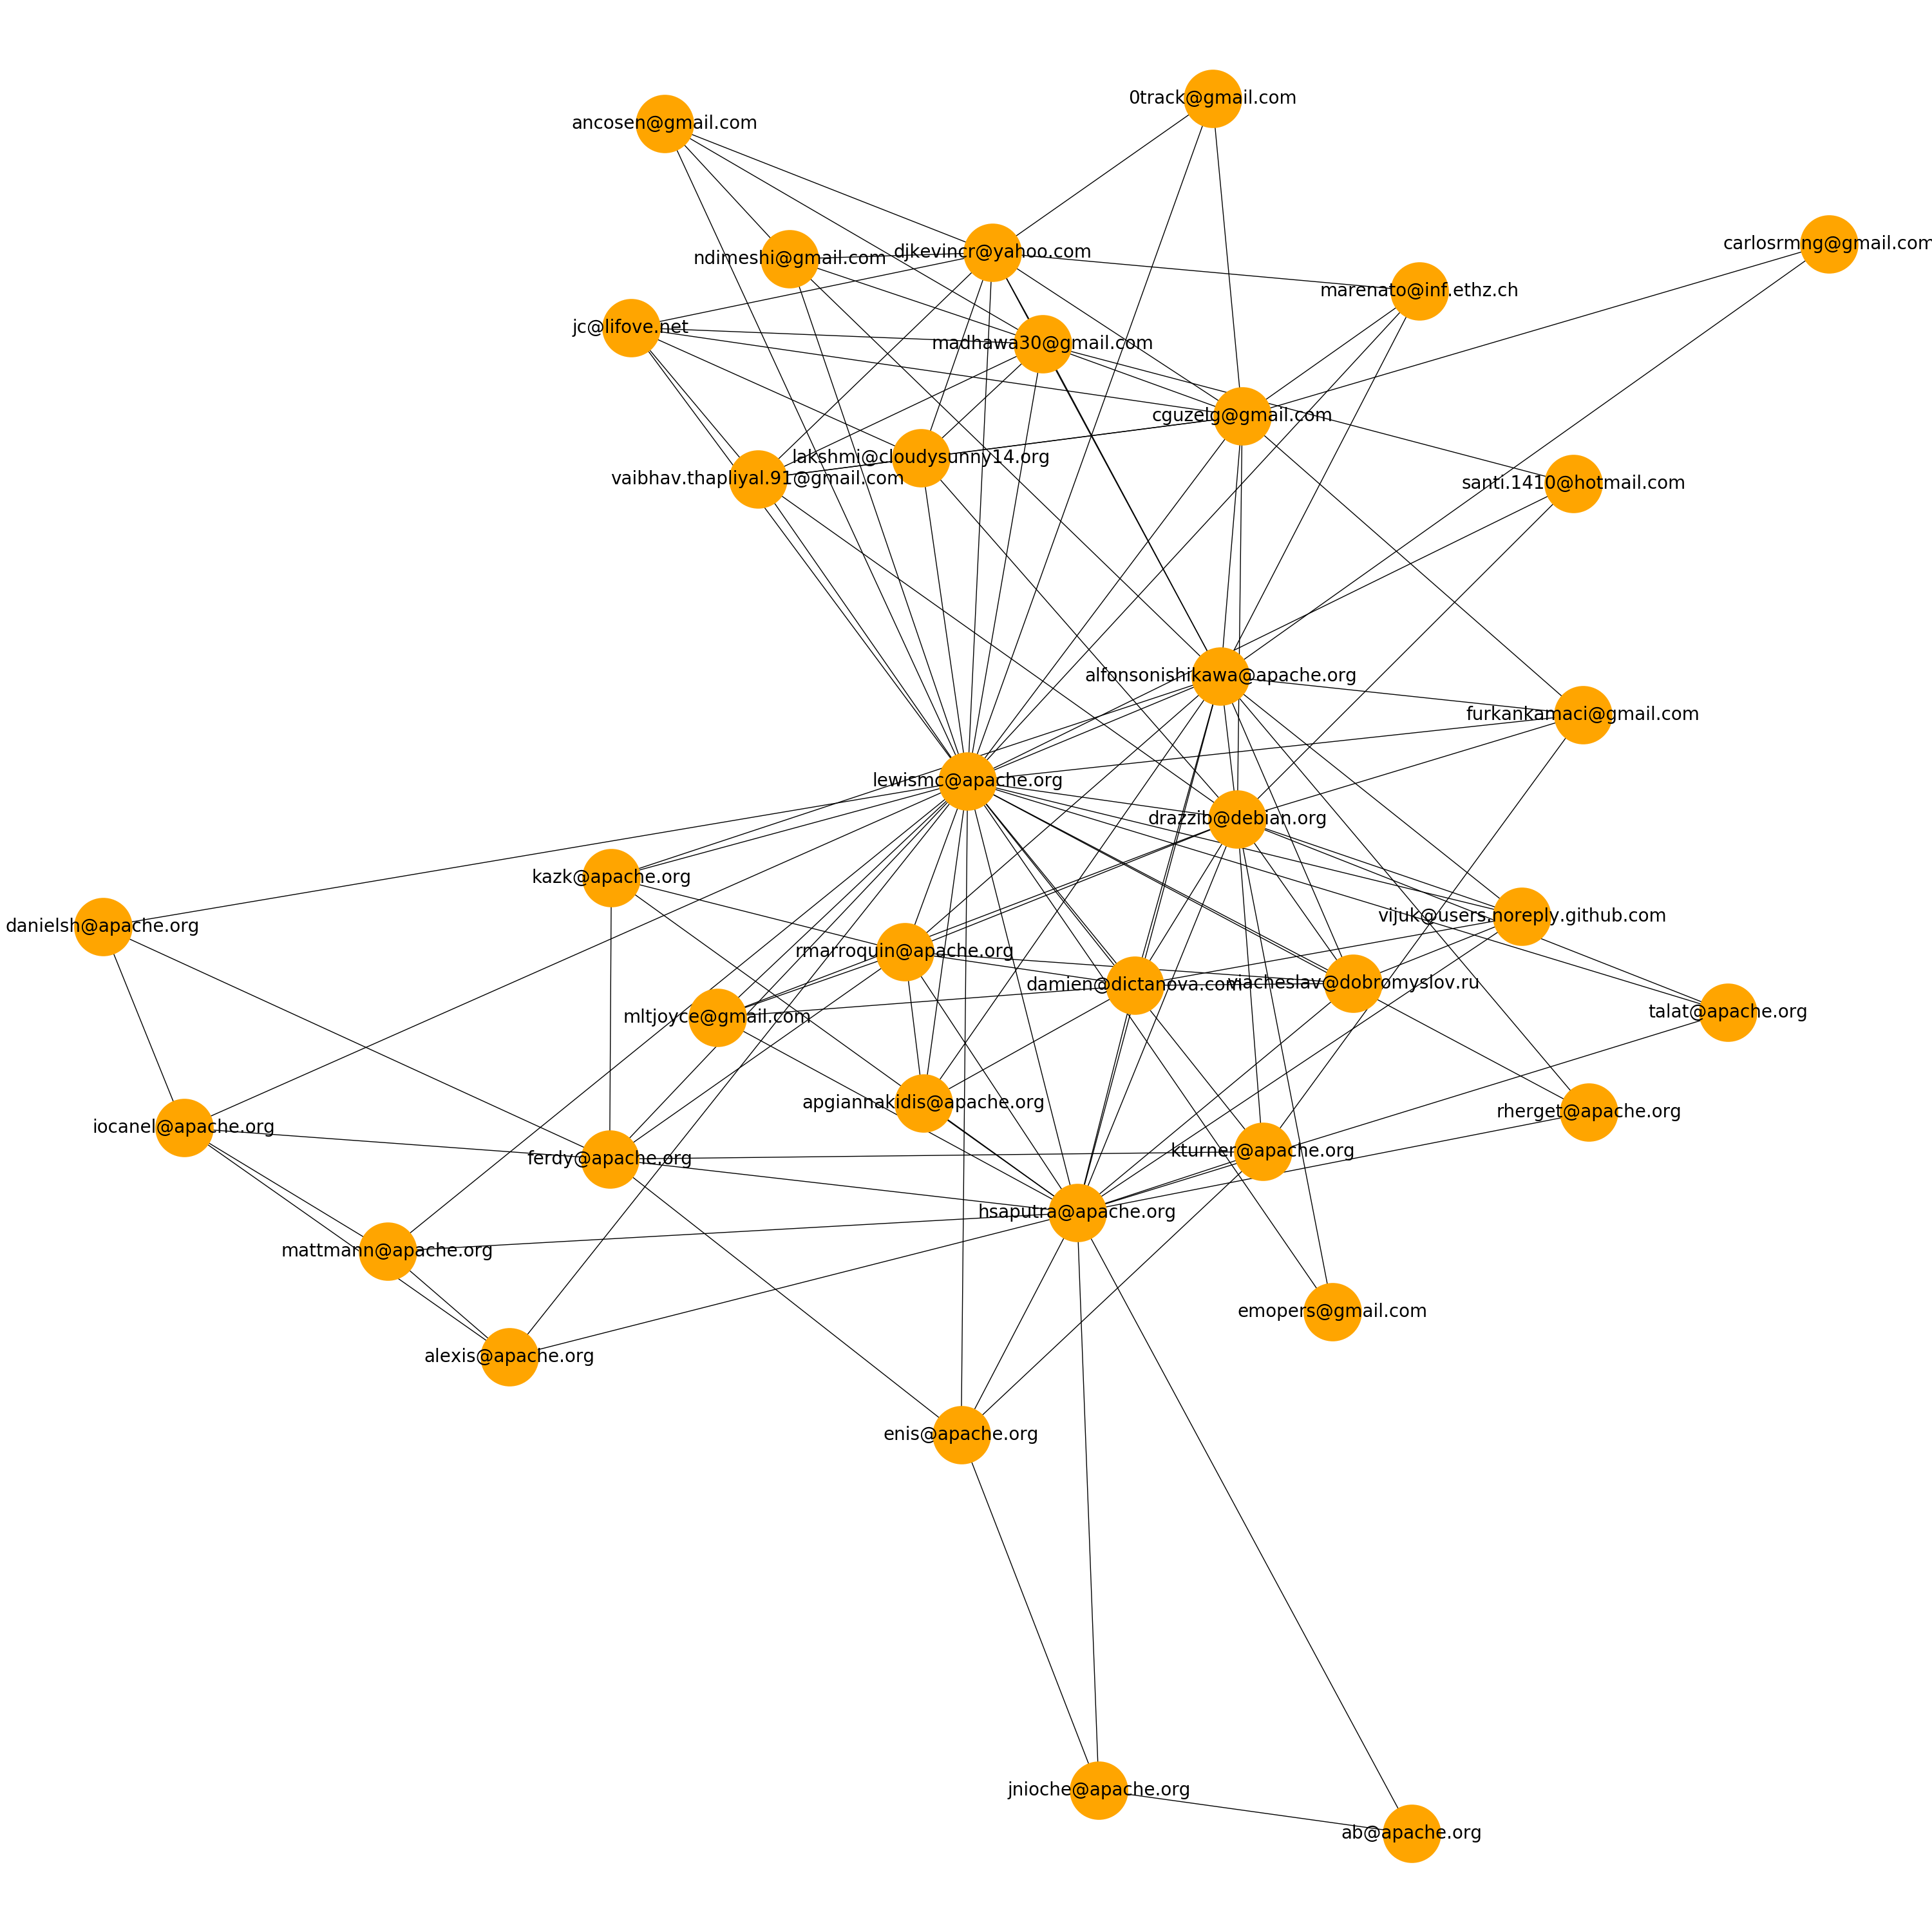 0track@gmail.com
ancosen@gmail.com
carlosrmng@gmail.com
djkevincr@yahoo.com
ndimeshi@gmail.com
marenato@inf.ethz.ch
jc@lifove.net
madhawa30@gmail.com
cguzelg@gmail.com
lakshmi@cloudysunny14.org
vaibhav.thapliyal.91@gmail.com
santi.1410@hotmail.com
alfonsonishikawa@apache.org
furkankamaci@gmail.com
lewismc@apache.org
drazzib@debian.org
kazk@apache.org
vijuk@users.noreply.github.com
danielsh@apache.org
rmarroquin@apache.org
damien@dictanova.com
viacheslav@dobromyslov.ru
talat@apache.org
mltjoyce@gmail.com
apgiannakidis@apache.org
rherget@apache.org
iocanel@apache.org
kturner@apache.org
ferdy@apache.org
hsaputra@apache.org
mattmann@apache.org
emopers@gmail.com
alexis@apache.org
enis@apache.org
jnioche@apache.org
ab@apache.org